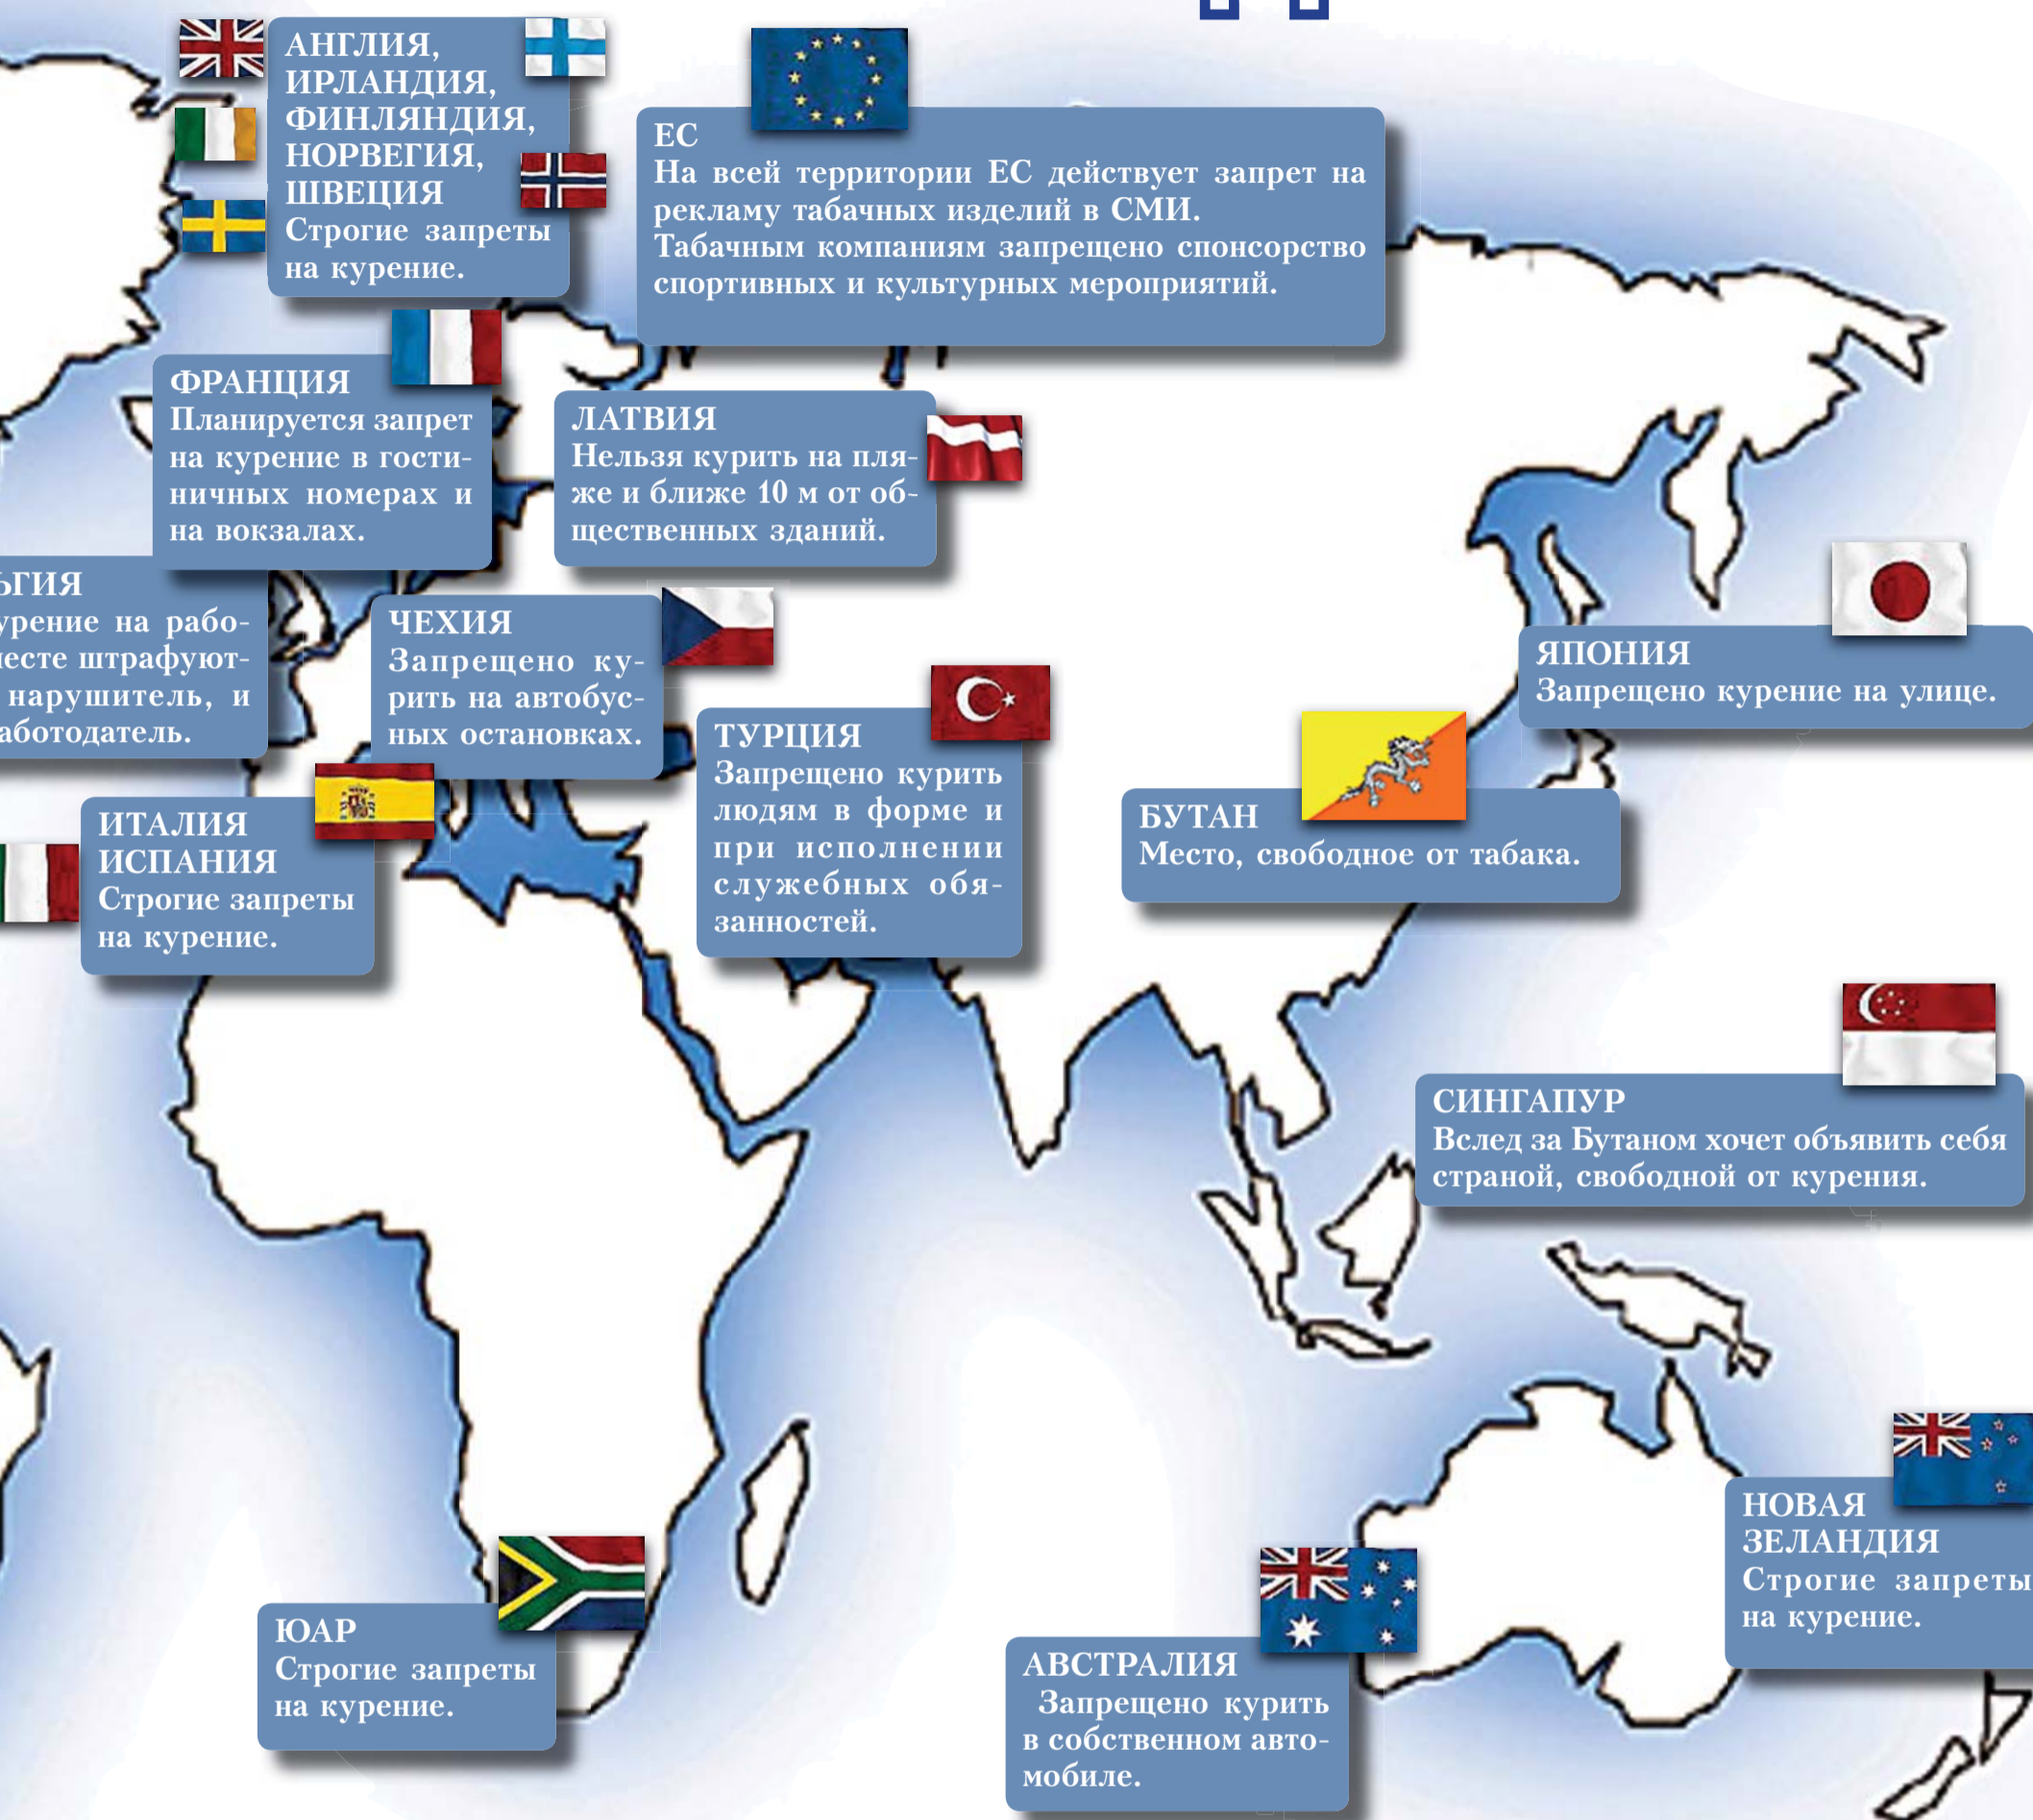 АНГЛИЯ,
ИРЛАНДИЯ,
ФИНЛЯНДИЯ,
НОРВЕГИЯ,
ШВЕЦИЯ
Строгие запреты
на курение.
ЕС
На всей территории ЕС действует запрет на
рекламу табачных изделий в СМИ.
Табачным компаниям запрещено спонсорство
спортивных и культурных мероприятий.
ФРАНЦИЯ
Планируется запрет
на курение в гости-
ничных номерах и
на вокзалах.
ЛАТВИЯ
Нельзя курить на пля-
же и ближе 10 м от об-
щественных зданий.
ЬГИЯ
урение на рабо-
есте штрафуют-
нарушитель, и
аботодатель.
ЧЕХИЯ
Запрещено ку-
рить на автобус-
ных остановках.
ЯПОНИЯ
Запрещено курение на улице.
ТУРЦИЯ
Запрещено курить
людям в форме и
при исполнении
служебных обя-
занностей.
БУТАН
Место, свободное от табака.
ИТАЛИЯ
ИСПАНИЯ
Строгие запреты
на курение.
СИНГАПУР
Вслед за Бутаном хочет объявить себя
страной, свободной от курения.
НОВАЯ
ЗЕЛАНДИЯ
Строгие запреты
на курение.
ЮАР
Строгие запреты
на курение.
АВСТРАЛИЯ
Запрещено курить
в собственном авто-
мобиле.